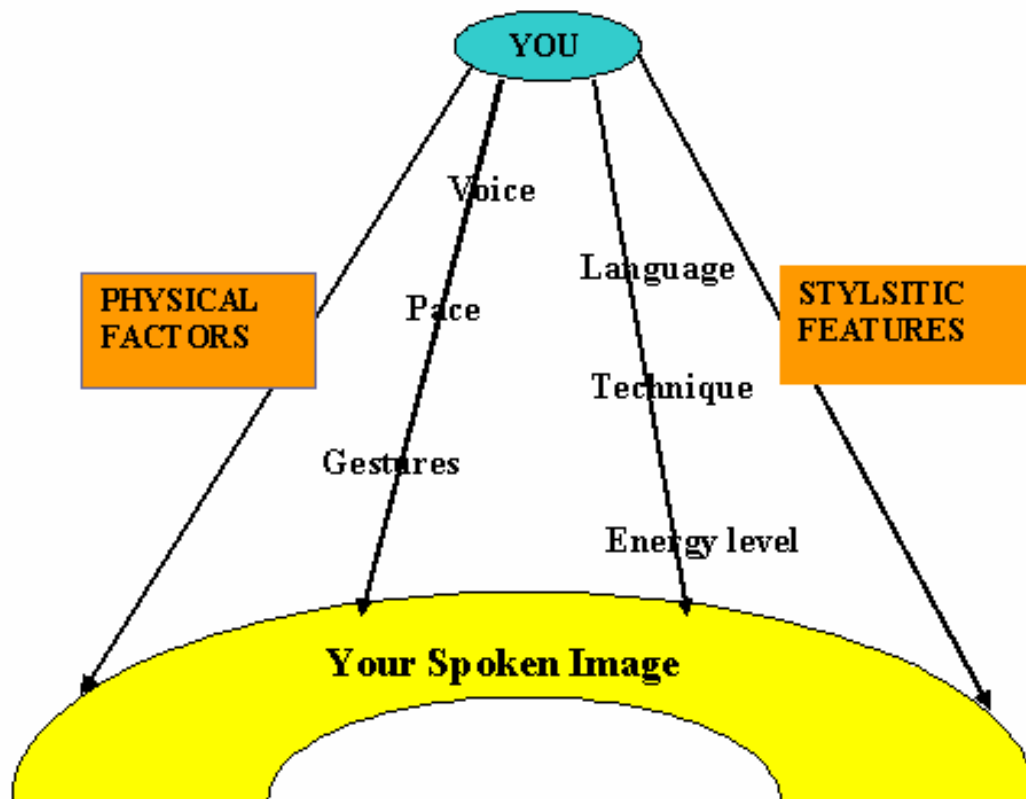 YOU
Voice
Language
PHYSICAL
FACTORS
STYLSITIC
FEATURES
Pace
Technique
Gestures
Energy level
Your Spoken Image